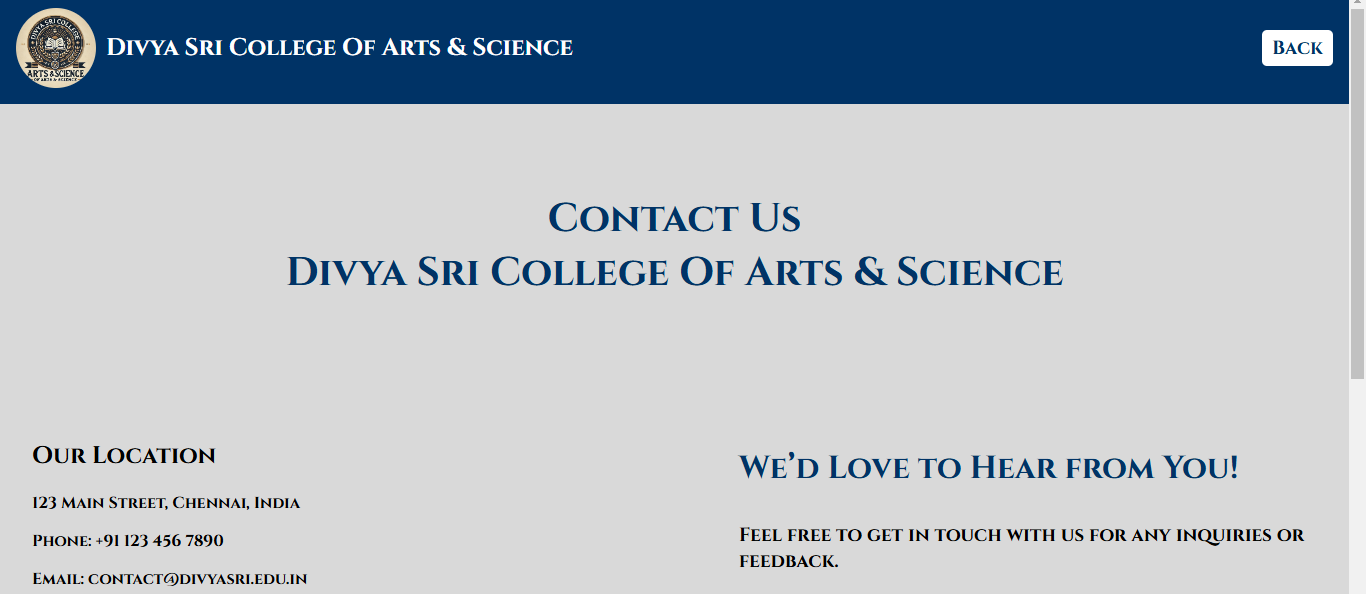 DIVYA SRI COLLEGE
ARTS & SCIENCE
OF ARTS & SCIENCE
Divya Sri College Of Arts & Science
Back
Contact Us
Divya Sri College Of Arts & Science
Our Location
123 Main Street, Chennai, India
Phone: +91 123 456 7890
Email: contact@divyasri.edu.in
We’d Love to Hear from You!
Feel free to get in touch with us for any inquiries or
feedback.